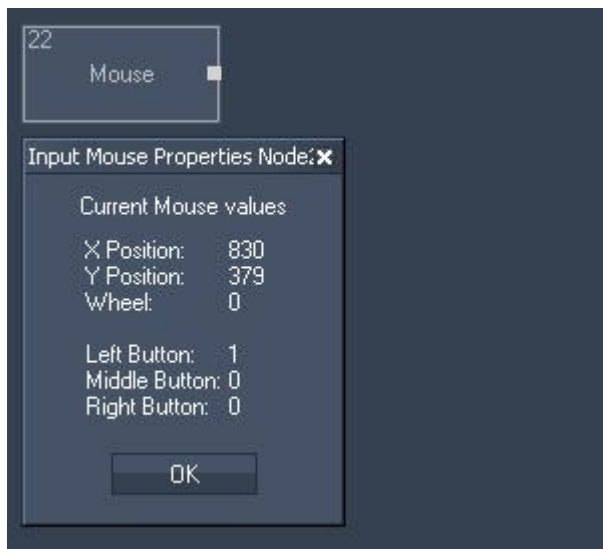 22
Mouse
Input Mouse Properties Node
Current Mouse values
X Position: 830
Y Position: 379
Wheel: 0
Left Button: 1
Middle Button: 0
Right Button: 0
OK